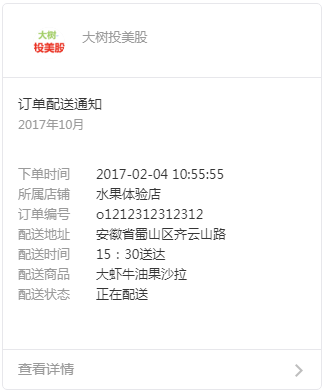 大树
投美股
大树投美股
订单配送通知
2017年10月
下单时间 2017-02-04 10:55:55
所属店铺 水果体验店
订单编号 o1212312312312
配送地址 安徽省蜀山区齐云山路
配送时间 15：30送达
配送商品 大虾牛油果沙拉
配送状态 正在配送
查看详情